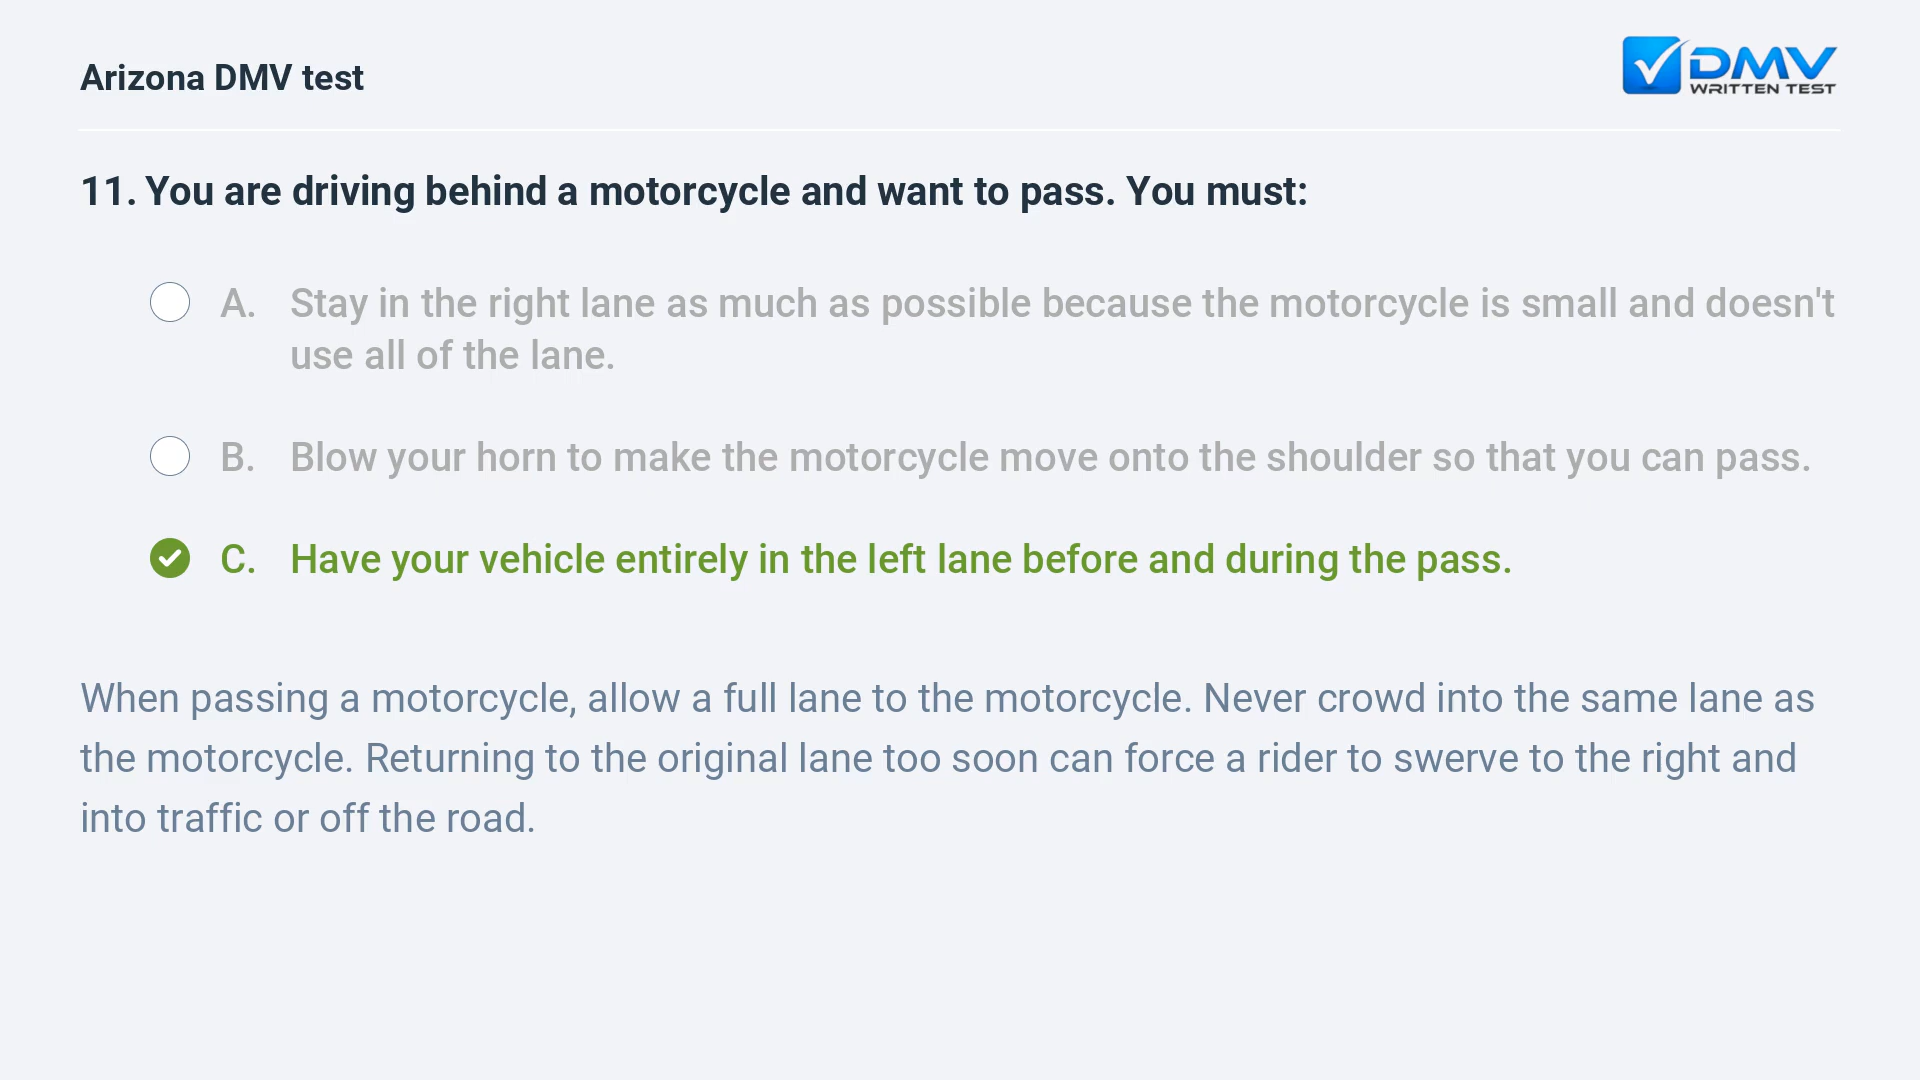 Arizona DMV test
DMV
WRITTEN TEST
11. You are driving behind a motorcycle and want to pass. You must:
A. Stay in the right lane as much as possible because the motorcycle is small and doesn't
use all of the lane.
B. Blow your horn to make the motorcycle move onto the shoulder so that you can pass.
C. Have your vehicle entirely in the left lane before and during the pass.
When passing a motorcycle, allow a full lane to the motorcycle. Never crowd into the same lane as
the motorcycle. Returning to the original lane too soon can force a rider to swerve to the right and
into traffic or off the road.